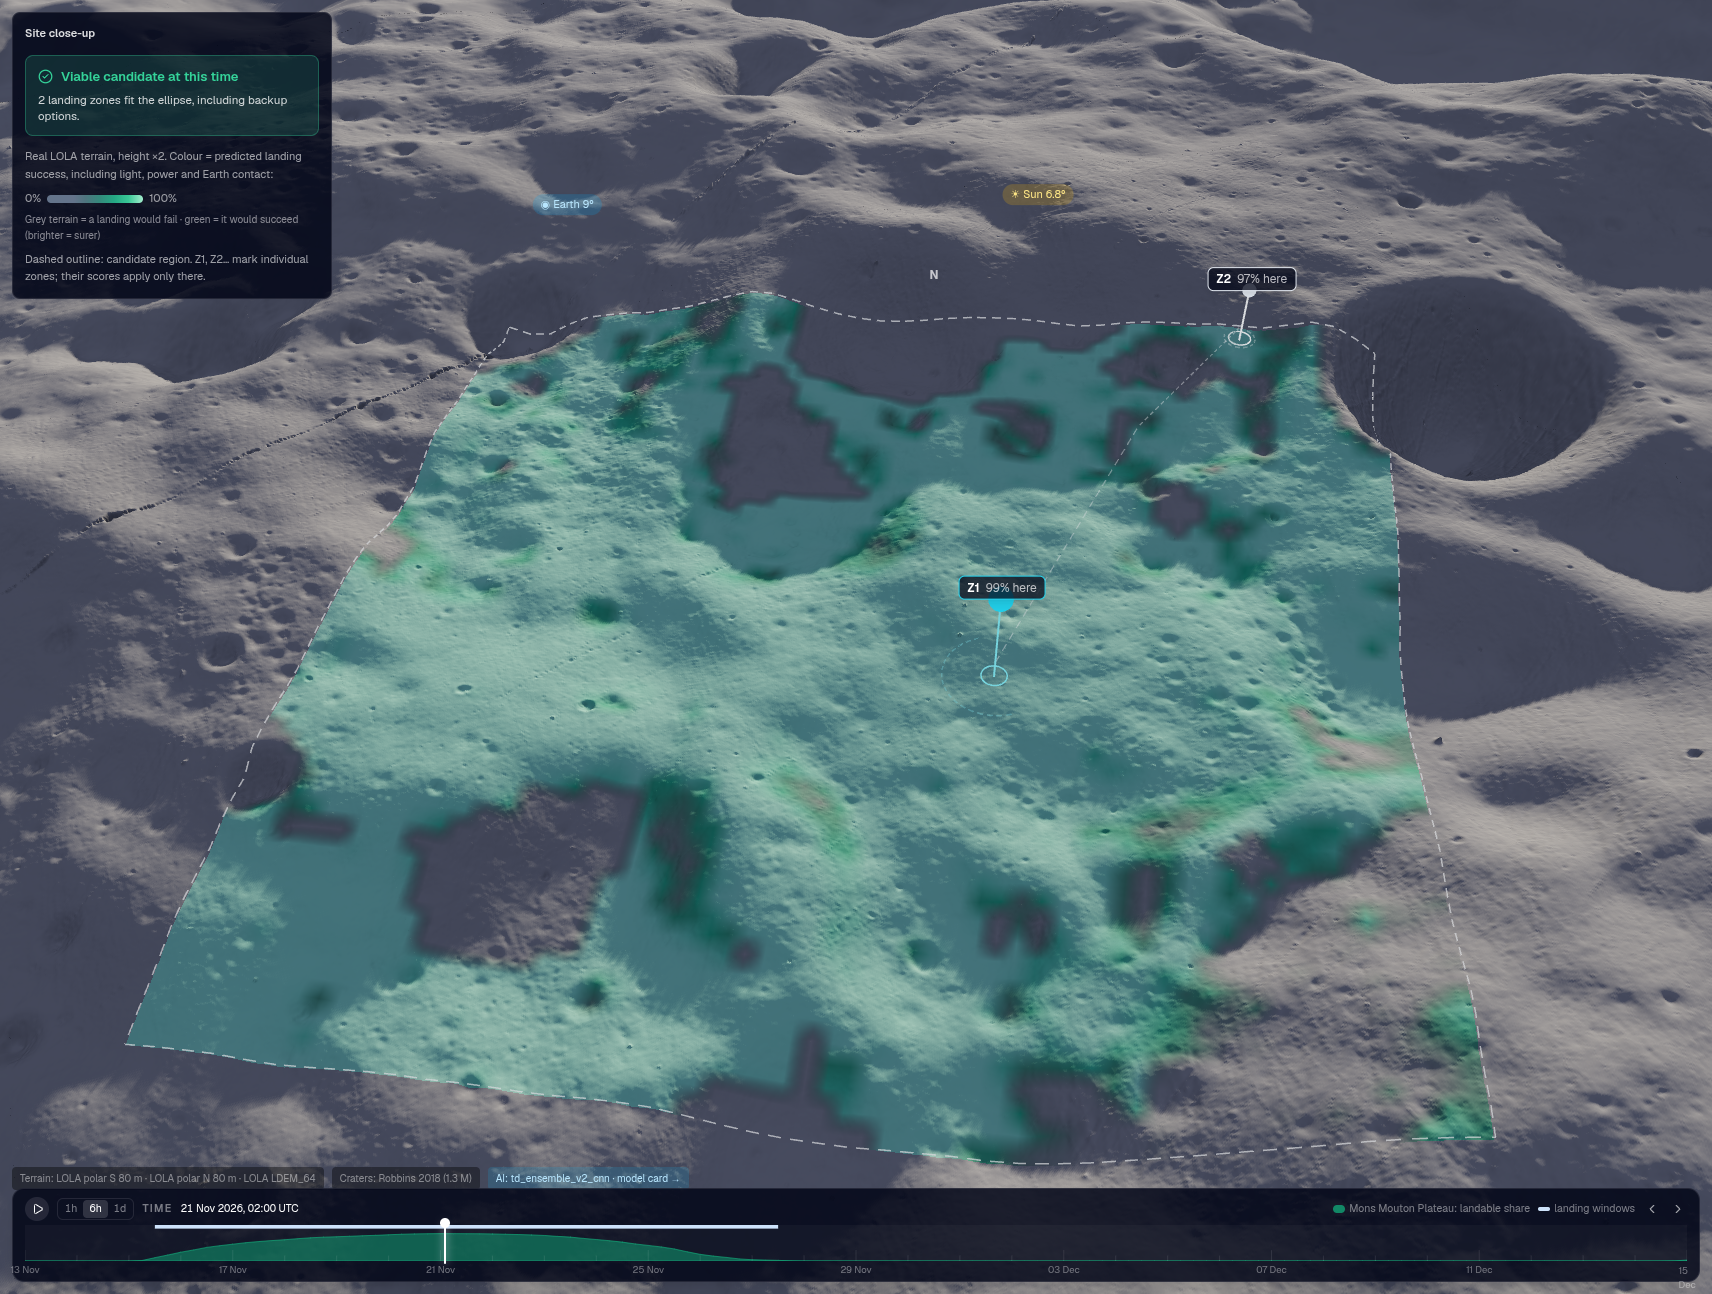 Site close-up
Viable candidate at this time
2 landing zones fit the ellipse, including backup
options.
Real LOLA terrain, height ×2. Colour = predicted landing
success, including light, power and Earth contact:
0% 100%
Grey terrain = a landing would fail · green = it would succeed
(brighter = surer)
Dashed outline: candidate region. Z1, Z2... mark individual
zones; their scores apply only there.
Earth 9°
Sun 6.8°
N
Z2 97% here
Z1 99% here
Terrain: LOLA polar S 80 m · LOLA polar N 80 m · LOLA LDEM_64
Craters: Robbins 2018 (1.3 M)
AI: td_ensemble_v2_cnn · model card →
1h 6h 1d TIME 21 Nov 2026, 02:00 UTC
Mons Mouton Plateau: landable share landing windows
13 Nov 17 Nov 21 Nov 25 Nov 29 Nov 03 Dec 07 Dec 11 Dec 15
Dec